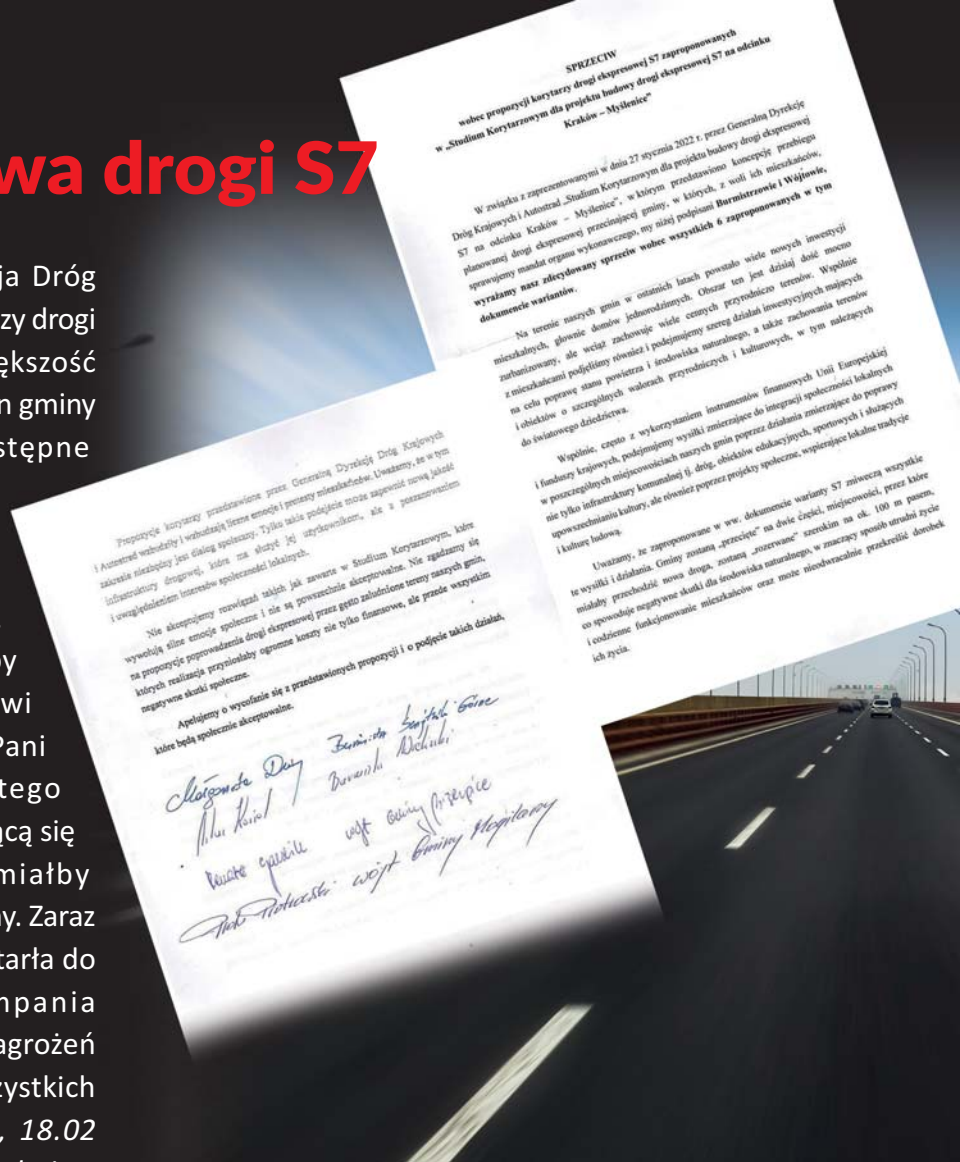 wa drogi S7
ja Dróg
zy drogi
ększość
n gminy
stępne
by
wi
Pani
tego
ącą się
miałby
ny. Zaraz
tarła do
mpania
agrożeń
zystkich
, 18.02
SPRZECIW
wobec propozycji korytarzy drogi ekspresowej S7 zaproponowanych
w „Studium Korytarzowym dla projektu budowy drogi ekspresowej S7 na odcinku
Kraków – Myślenice”
W związku z zaprezentowanymi w dniu 27 stycznia 2022 r. przez Generalną Dyrekcję
Dróg Krajowych i Autostrad „Studium Korytarzowym dla projektu budowy drogi ekspresowej
S7 na odcinku Kraków – Myślenice”, w którym przedstawiono koncepcję przebiegu
planowanej drogi ekspresowej przecinającej gminy, w których, z woli ich mieszkańców,
sprawujemy mandat organu wykonawczego, my niżej podpisani Burmistrzowie i Wójtowie,
wyrażamy nasz zdecydowany sprzeciw wobec wszystkich 6 zaproponowanych w tym
dokumencie wariantów.
Na terenie naszych gmin w ostatnich latach powstało wiele nowych inwestycji
mieszkalnych, głownie domów jednorodzinnych. Obszar ten jest dzisiaj dość mocno
zurbanizowany, ale wciąż zachowuje wiele cennych przyrodniczo terenów. Wspólnie
z mieszkańcami podjęliśmy również i podejmujemy szereg działań inwestycyjnych mających
na celu poprawę stanu powietrza i środowiska naturalnego, a także zachowania terenów
i obiektów o szczególnych walorach przyrodniczych i kulturowych, w tym należących
do światowego dziedzictwa.
Wspólnie, często z wykorzystaniem instrumentów finansowych Unii Europejskiej
i funduszy krajowych, podejmujemy wysiłki zmierzające do integracji społeczności lokalnych
w poszczególnych miejscowościach naszych gmin poprzez działania zmierzające do poprawy
nie tylko infrastruktury komunalnej tj. dróg, obiektów edukacyjnych, sportowych i służących
upowszechnianiu kultury, ale również poprzez projekty społeczne, wspierające lokalne tradycje
i kulturę ludową.
Uważamy, że zaproponowane w ww. dokumencie warianty S7 zniweczą wszystkie
te wysiłki i działania. Gminy zostaną „przecięte” na dwie części, miejscowości, przez które
miałaby przechodzić nowa droga, zostaną „rozerwane” szerokim na ok. 100 m pasem,
co spowoduje negatywne skutki dla środowiska naturalnego, w znaczący sposób utrudni życie
i codzienne funkcjonowanie mieszkańców oraz może nieodwracalnie przekreślić dorobek
ich życia.
Propozycje korytarzy przedstawione przez Generalną Dyrekcję Dróg Krajowych
i Autostrad wzbudziły i wzbudzają liczne emocje i protesty mieszkańców. Uważamy, że w tym
zakresie niezbędny jest dialog społeczny. Tylko takie podejście może zapewnić nową jakość
infrastruktury drogowej, która ma służyć jej użytkownikom, ale z poszanowaniem
i uwzględnieniem interesów społeczności lokalnych.
Nie akceptujemy rozwiązań takich jak zawarte w Studium Korytarzowym, które
wywołują silne emocje społeczne i nie są powszechnie akceptowalne. Nie zgadzamy się
na propozycje poprowadzenia drogi ekspresowej przez gęsto zaludnione tereny naszych gmin,
których realizacja przyniosłaby ogromne koszty nie tylko finansowe, ale przede wszystkim
negatywne skutki społeczne.
Apelujemy o wycofanie się z przedstawionych propozycji i o podjęcie takich działań,
które będą społecznie akceptowalne.
Małgorzata
wójt Gminy
wójt Gminy Mogilany